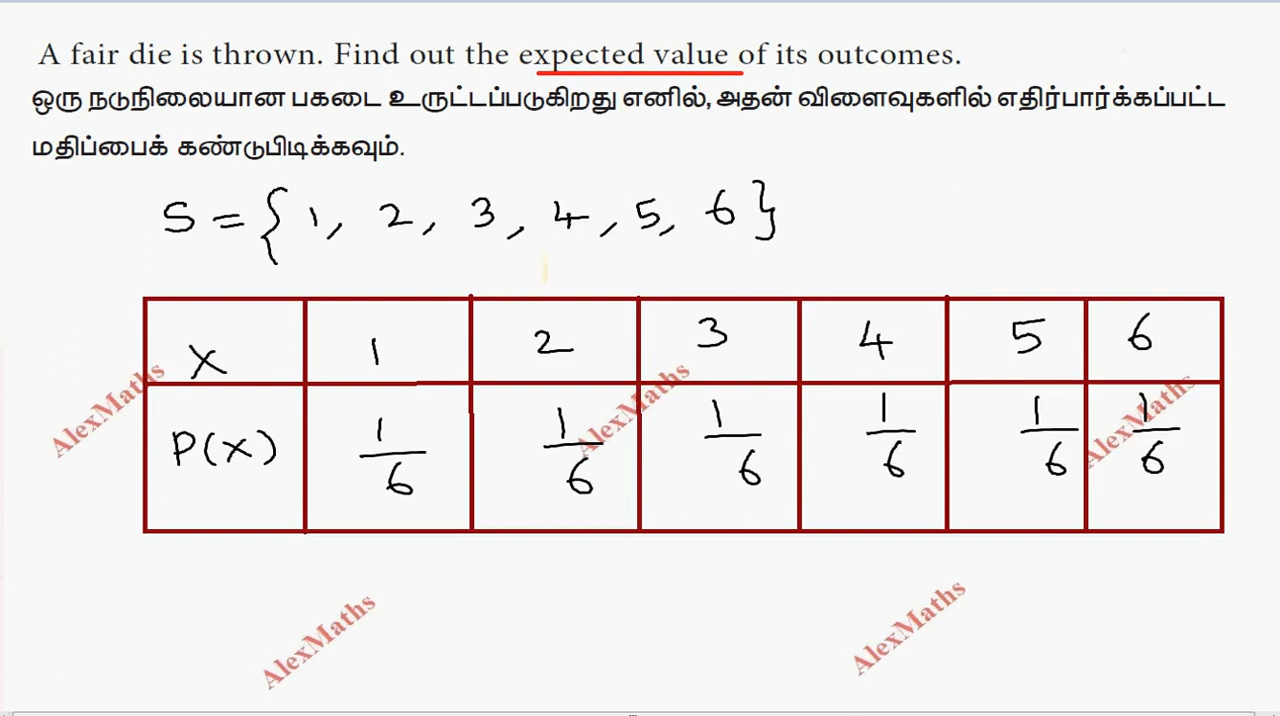 A fair die is thrown. Find out the expected value of its outcomes.
ஒரு நடுநிலையான பகடை உருட்டப்படுகிறது எனில், அதன் விளைவுகளில் எதிர்பார்க்கப்பட்ட
மதிப்பைக் கண்டுபிடிக்கவும்.
S = { 1, 2, 3, 4, 5, 6 }
X 1 2 3 4 5 6
P(X) 1/6 1/6 1/6 1/6 1/6 1/6
AlexMaths AlexMaths AlexMaths
AlexMaths AlexMaths